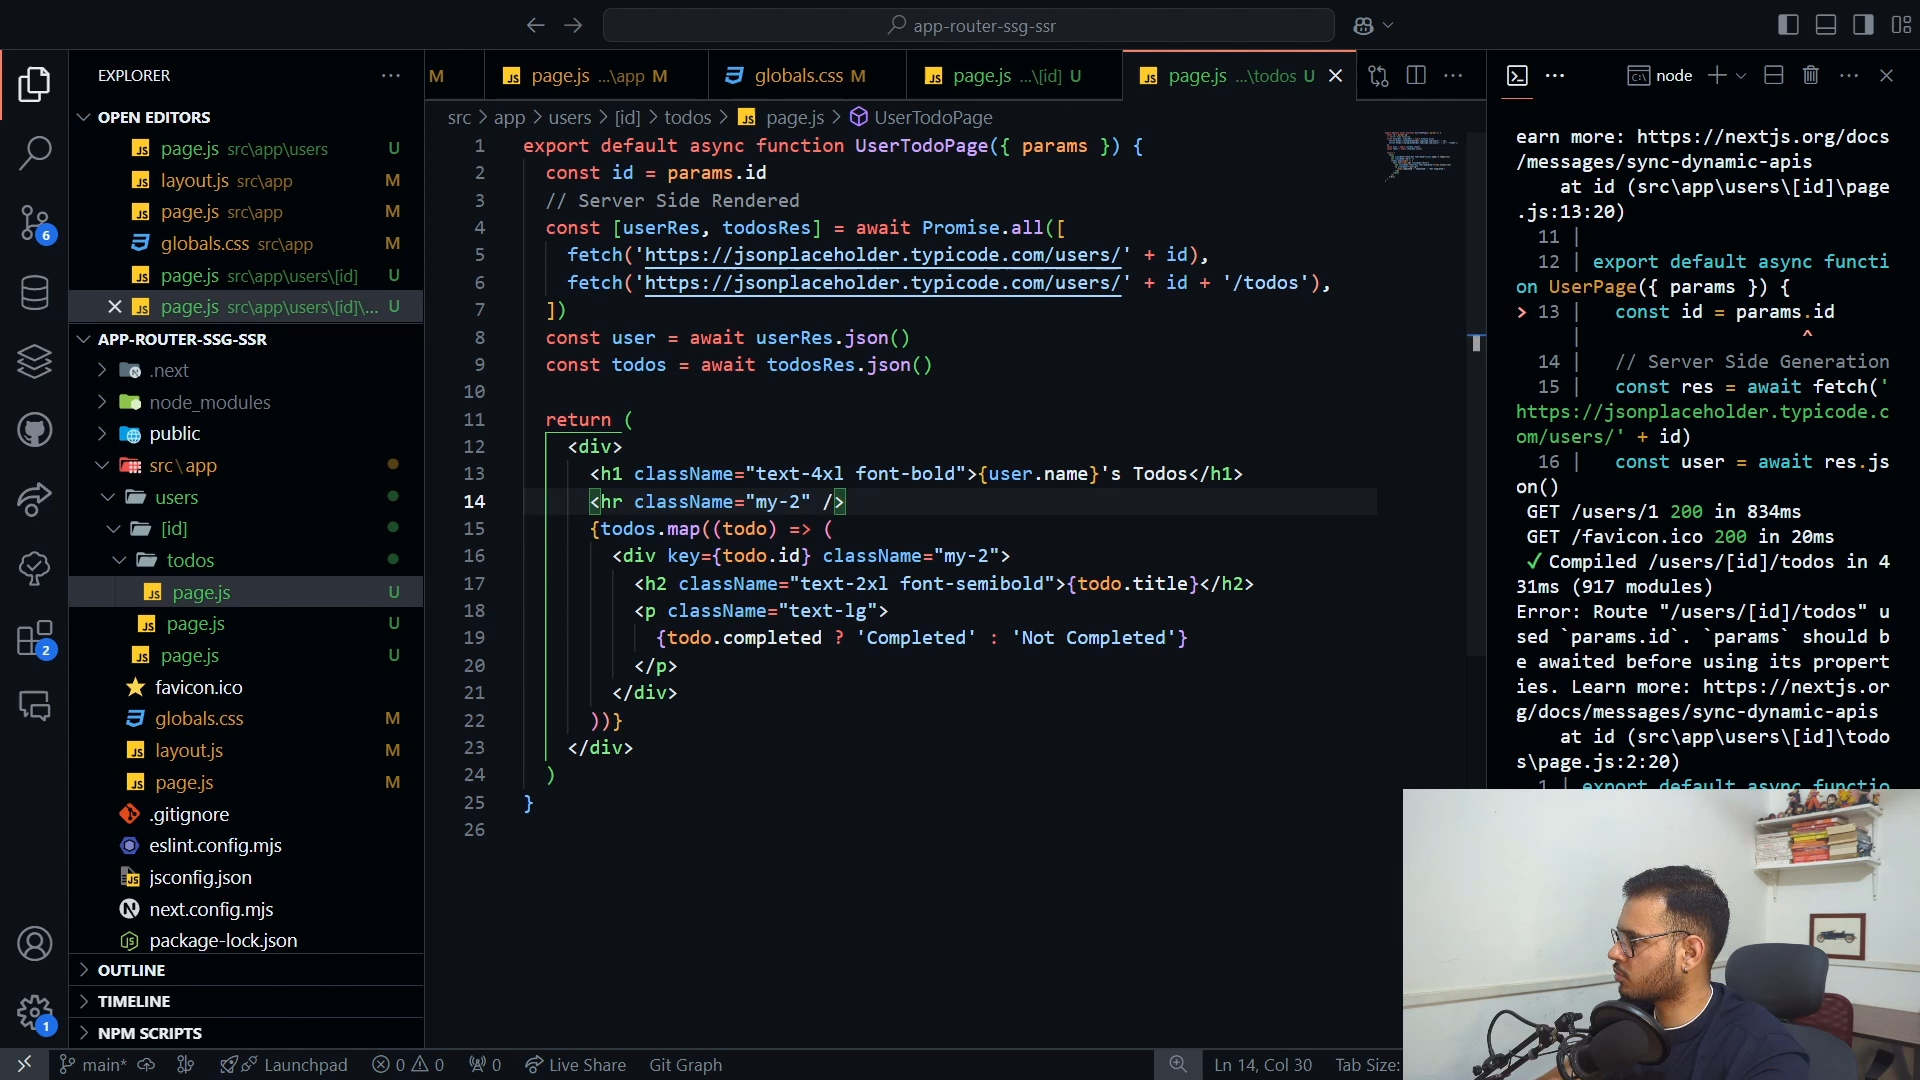 app-router-ssg-ssr
EXPLORER
OPEN EDITORS
page.js src\app\users U
layout.js src\app M
page.js src\app M
globals.css src\app M
page.js src\app\users\[id] U
page.js src\app\users\[id]\... U
APP-ROUTER-SSG-SSR
.next
node_modules
public
src\app
users
[id]
todos
page.js U
page.js U
page.js U
favicon.ico
globals.css M
layout.js M
page.js M
.gitignore
eslint.config.mjs
jsconfig.json
next.config.mjs
package-lock.json
OUTLINE
TIMELINE
NPM SCRIPTS
6
2
1
M
page.js ...\app M
globals.css M
page.js ...\[id] U
page.js ...\todos U
src > app > users > [id] > todos > page.js > UserTodoPage
1 export default async function UserTodoPage({ params }) {
2 const id = params.id
3 // Server Side Rendered
4 const [userRes, todosRes] = await Promise.all([
5 fetch('https://jsonplaceholder.typicode.com/users/' + id),
6 fetch('https://jsonplaceholder.typicode.com/users/' + id + '/todos'),
7 ])
8 const user = await userRes.json()
9 const todos = await todosRes.json()
10
11 return (
12 <div>
13 <h1 className="text-4xl font-bold">{user.name}'s Todos</h1>
14 <hr className="my-2" />
15 {todos.map((todo) => (
16 <div key={todo.id} className="my-2">
17 <h2 className="text-2xl font-semibold">{todo.title}</h2>
18 <p className="text-lg">
19 {todo.completed ? 'Completed' : 'Not Completed'}
20 </p>
21 </div>
22 ))}
23 </div>
24 )
25 }
26
node
earn more: https://nextjs.org/docs
/messages/sync-dynamic-apis
at id (src\app\users\[id]\page
.js:13:20)
11 |
12 | export default async functi
on UserPage({ params }) {
> 13 | const id = params.id
| ^
14 | // Server Side Generation
15 | const res = await fetch('
https://jsonplaceholder.typicode.c
om/users/' + id)
16 | const user = await res.js
on()
GET /users/1 200 in 834ms
GET /favicon.ico 200 in 20ms
✓ Compiled /users/[id]/todos in 4
31ms (917 modules)
Error: Route "/users/[id]/todos" u
sed `params.id`. `params` should b
e awaited before using its propert
ies. Learn more: https://nextjs.or
g/docs/messages/sync-dynamic-apis
at id (src\app\users\[id]\todo
s\page.js:2:20)
1 | export default async functio
main*
Launchpad
0 0
0
Live Share
Git Graph
Ln 14, Col 30
Tab Size: